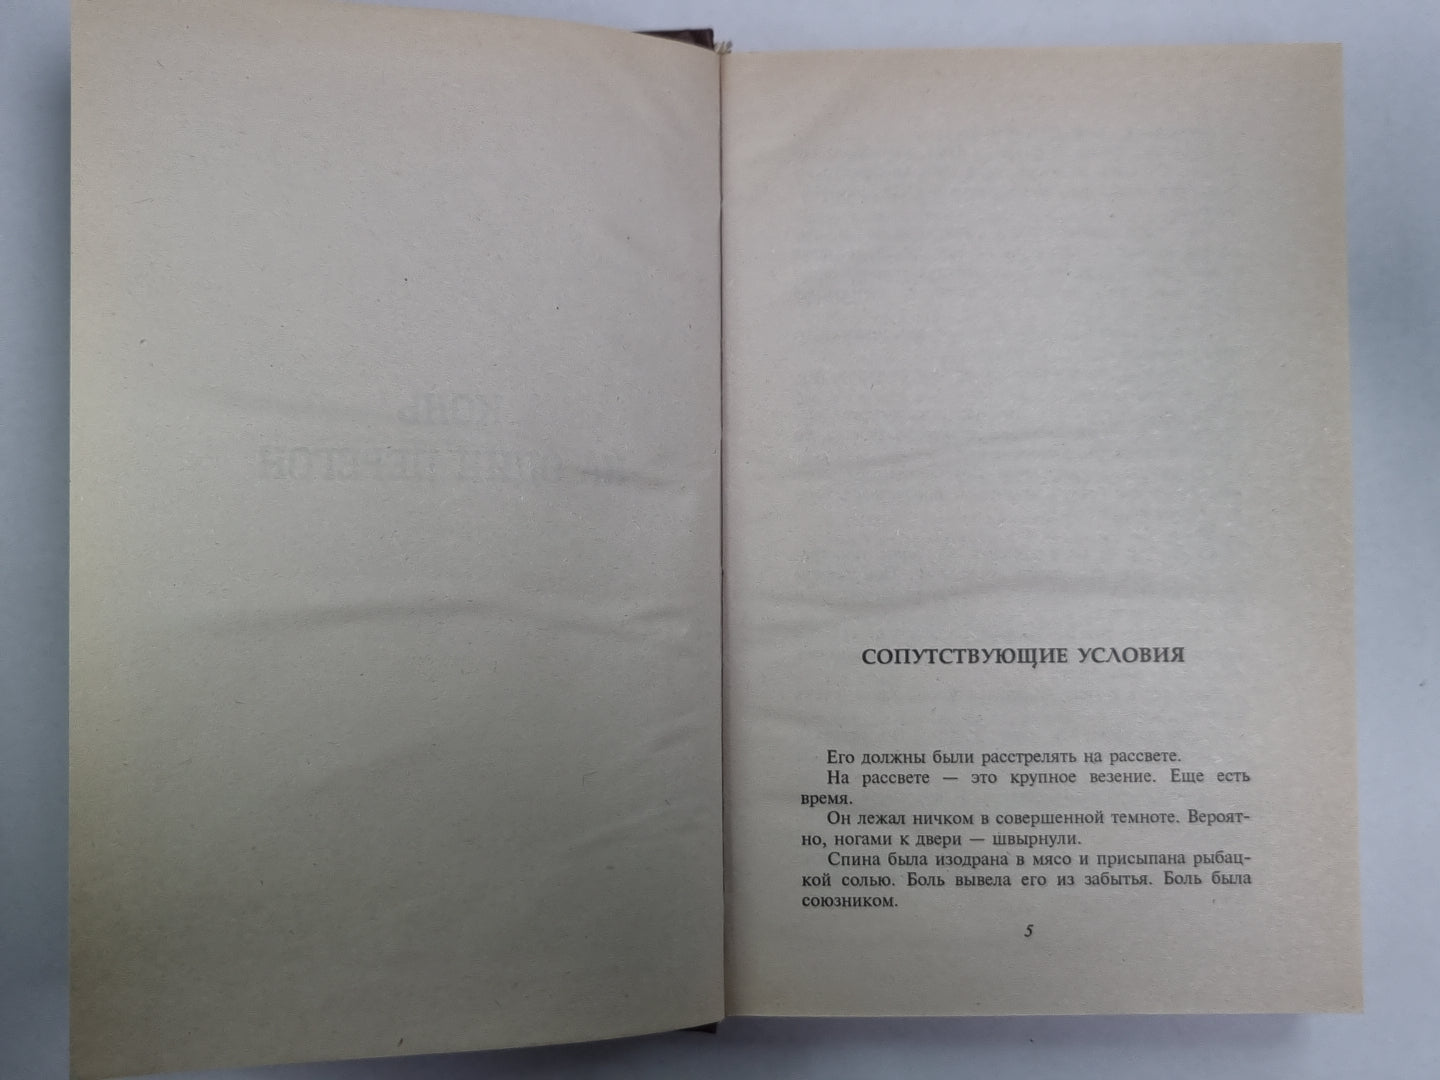 СОПУТСТВУЮЩИЕ УСЛОВИЯ
Его должны были расстрелять на рассвете.
На рассвете — это крупное везение. Еще есть
время.
Он лежал ничком в совершенной темноте. Вероят-
но, ногами к двери — швырнули.
Спина была изодрана в мясо и присыпана рыбац-
кой солью. Боль вывела его из забытья. Боль была
союзником.
5